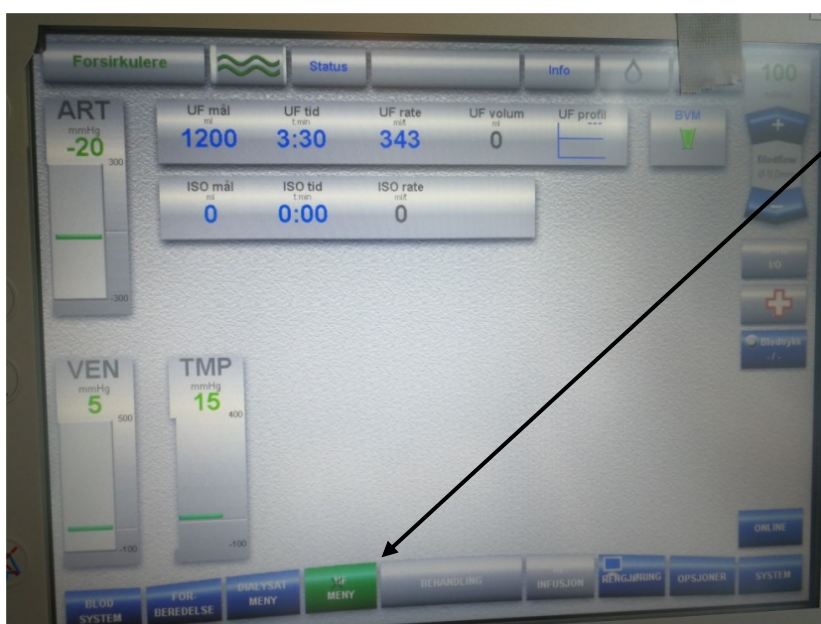 Forsirkulere
Status
Info
100
ART
mmHg
-20
300
-300
UF mål
ml
1200
UF tid
t:min
3:30
UF rate
ml/t
343
UF volum
ml
0
UF profil
---
BVM
ISO mål
ml
0
ISO tid
t:min
0:00
ISO rate
ml/t
0
+
Blodflow
−
I/O
Blodtrykk
-/-
VEN
mmHg
5
500
-100
TMP
mmHg
15
400
-100
ONLINE
BLOD
SYSTEM
FOR-
BEREDELSE
DIALYSAT
MENY
MENY
BEHANDLING
INFUSJON
RENGJØRING
OPSJONER
SYSTEM